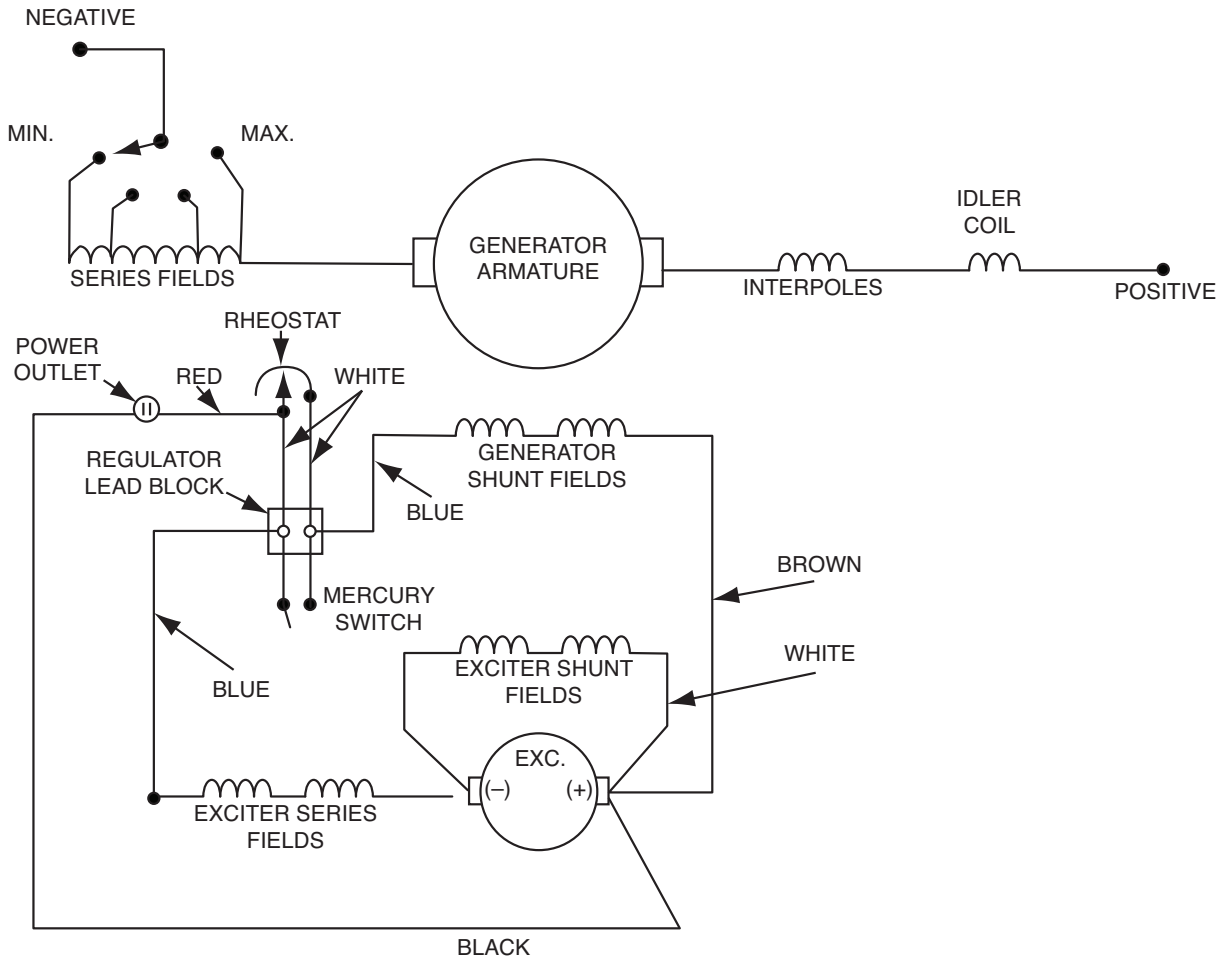 NEGATIVE
MIN.
MAX.
SERIES FIELDS
GENERATOR
ARMATURE
IDLER
COIL
INTERPOLES
POSITIVE
RHEOSTAT
POWER
OUTLET
RED
WHITE
REGULATOR
LEAD BLOCK
GENERATOR
SHUNT FIELDS
BLUE
BROWN
MERCURY
SWITCH
WHITE
BLUE
EXCITER SHUNT
FIELDS
EXC.
(–)
(+)
EXCITER SERIES
FIELDS
BLACK